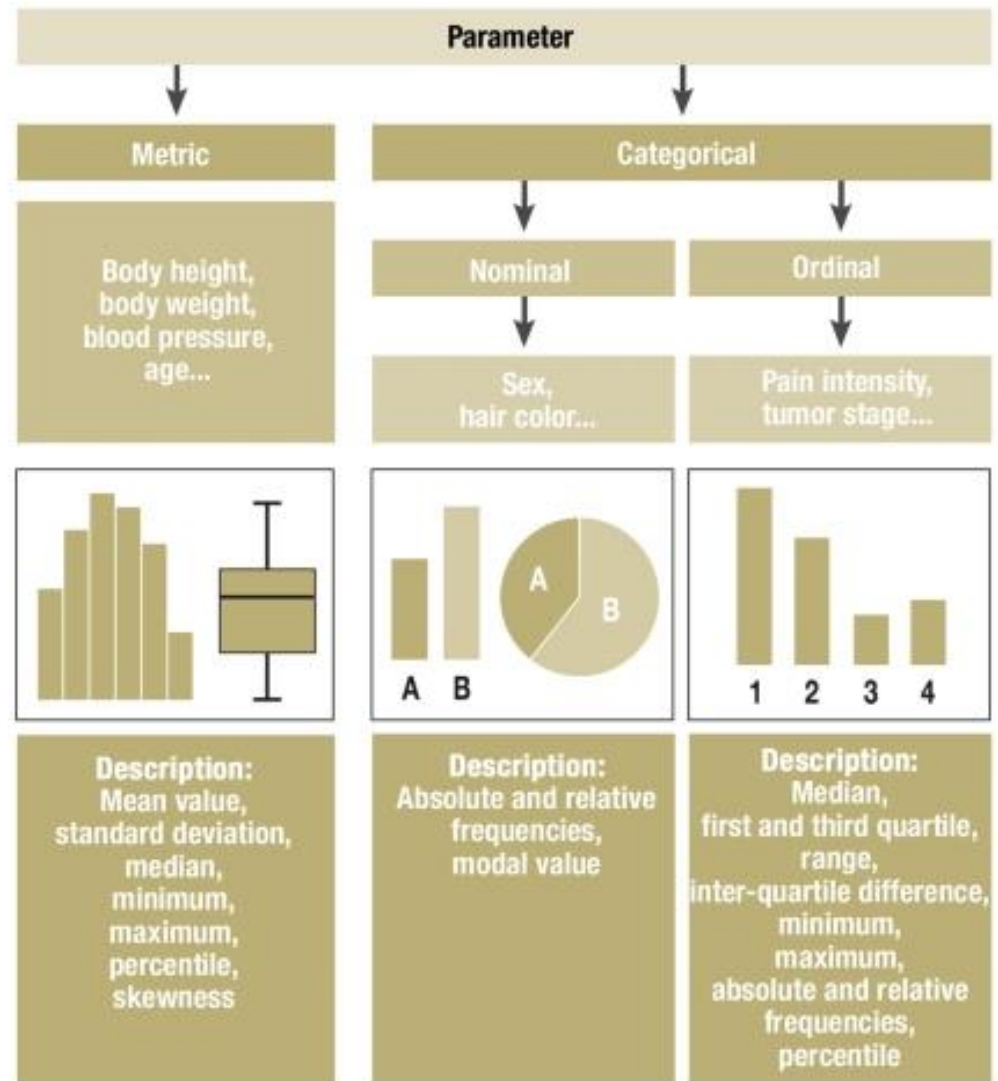 Parameter
Metric
Categorical
Body height,
body weight,
blood pressure,
age...
Nominal
Ordinal
Sex,
hair color...
Pain intensity,
tumor stage...
A
B
A
B
1
2
3
4
Description:
Mean value,
standard deviation,
median,
minimum,
maximum,
percentile,
skewness
Description:
Absolute and relative
frequencies,
modal value
Description:
Median,
first and third quartile,
range,
inter-quartile difference,
minimum,
maximum,
absolute and relative
frequencies,
percentile